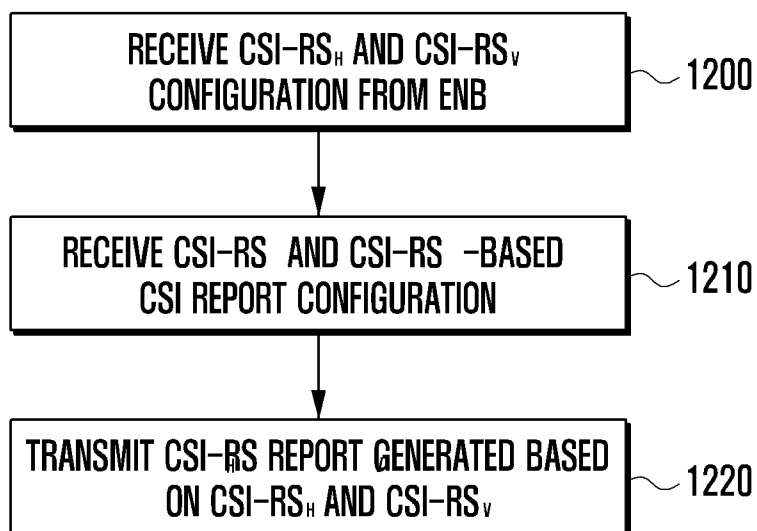 RECEIVE CSI-RSH AND CSI-RSV
CONFIGURATION FROM ENB
1200
RECEIVE CSI-RS AND CSI-RS -BASED
CSI REPORT CONFIGURATION
1210
TRANSMIT CSI-RS REPORT GENERATED BASED
ON CSI-RSH AND CSI-RSV
1220